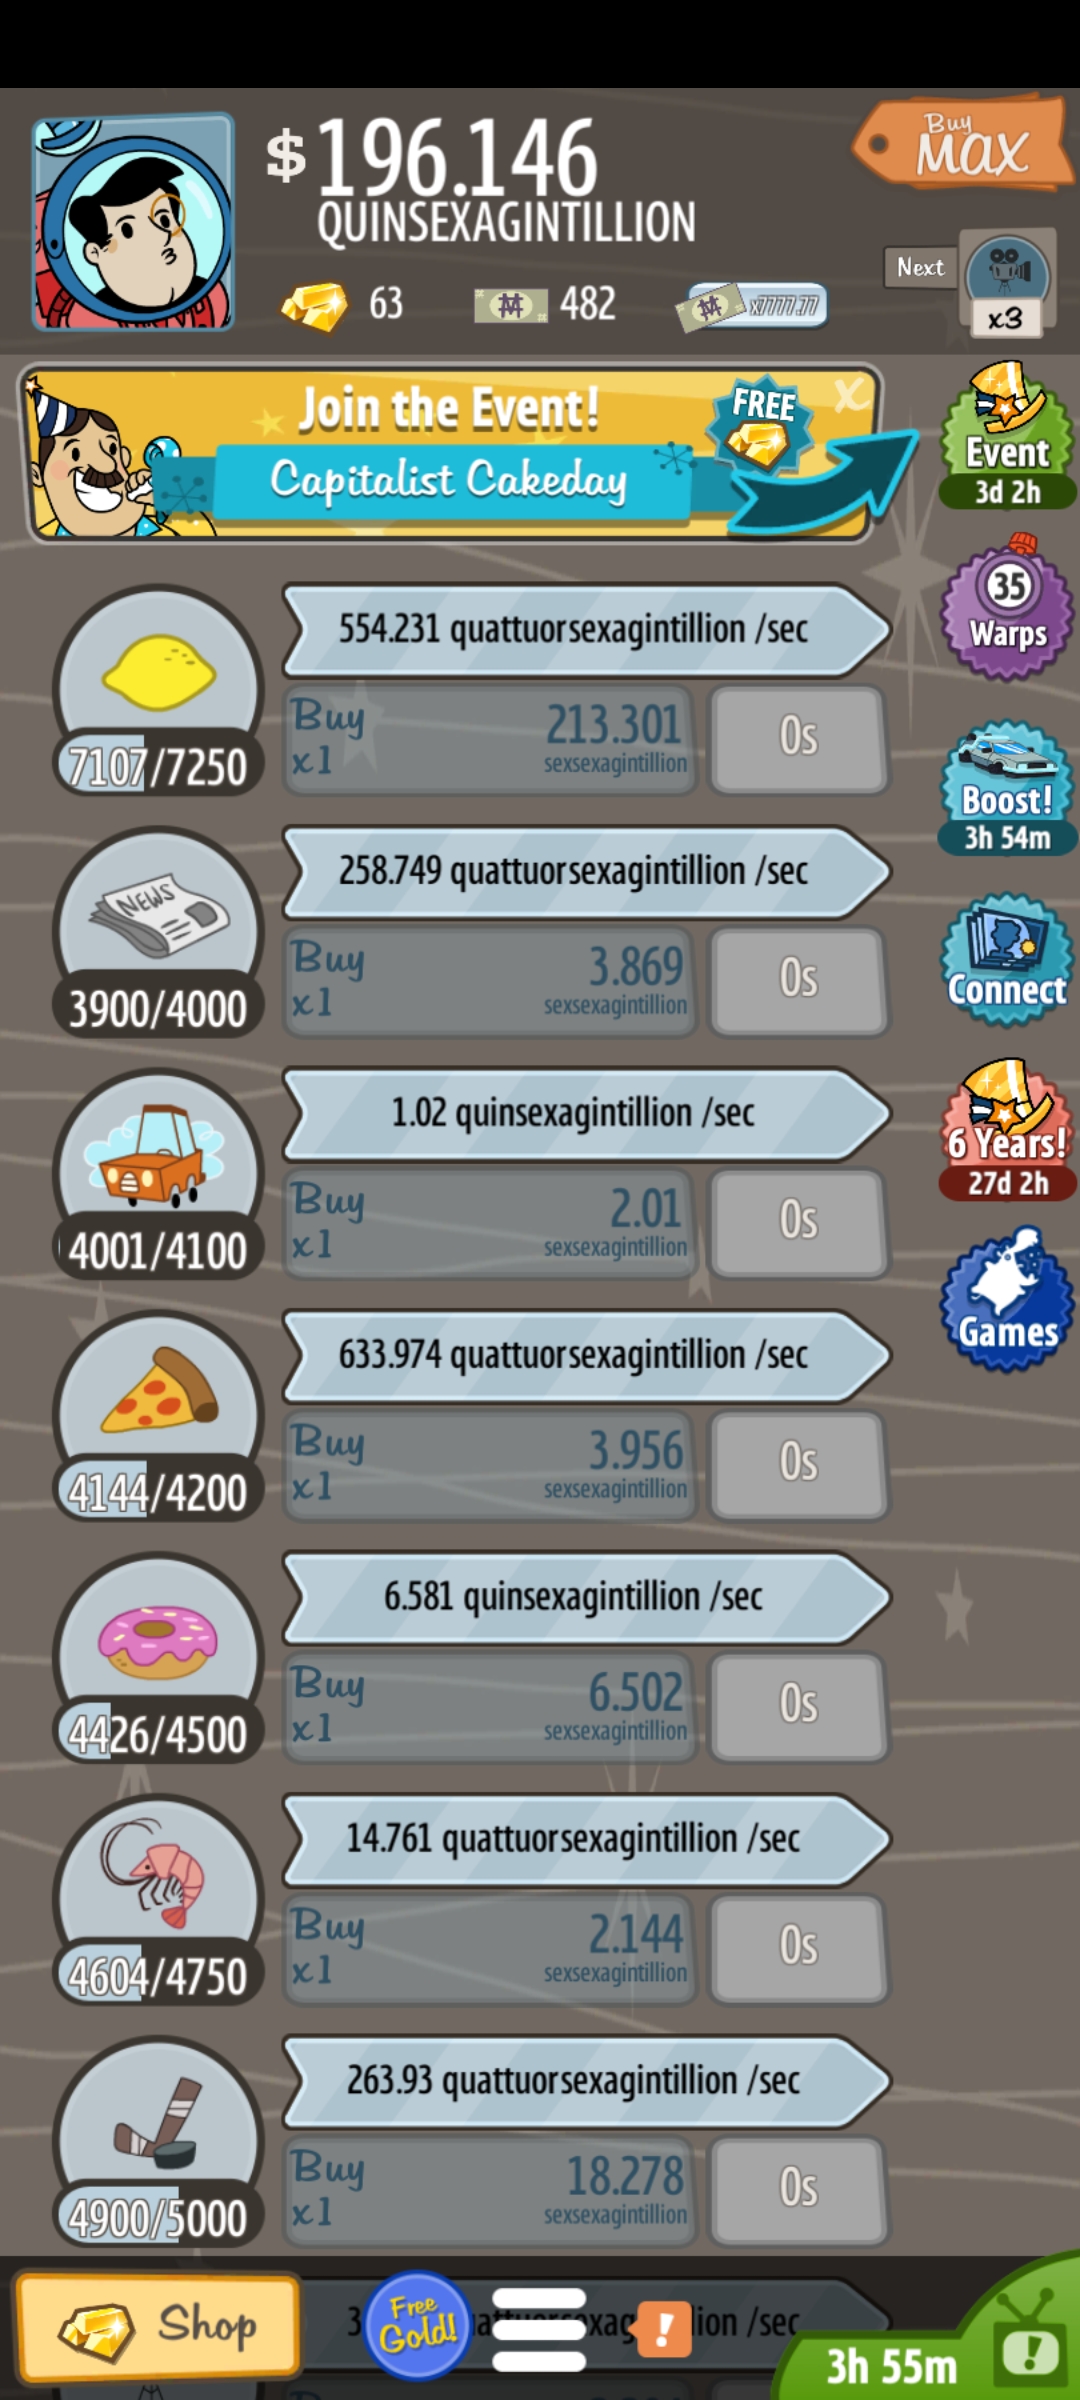 $196.146
QUINSEXAGINTILLION
Buy
MAX
63
482
x7777.77
Next
x3
Join the Event!
Capitalist Cakeday
FREE
X
Event
3d 2h
35
Warps
Boost!
3h 54m
Connect
6 Years!
27d 2h
Games
554.231 quattuorsexagintillion /sec
7107/7250
Buy
x1
213.301
sexsexagintillion
0s
NEWS
258.749 quattuorsexagintillion /sec
3900/4000
Buy
x1
3.869
sexsexagintillion
0s
1.02 quinsexagintillion /sec
4001/4100
Buy
x1
2.01
sexsexagintillion
0s
633.974 quattuorsexagintillion /sec
4144/4200
Buy
x1
3.956
sexsexagintillion
0s
6.581 quinsexagintillion /sec
4426/4500
Buy
x1
6.502
sexsexagintillion
0s
14.761 quattuorsexagintillion /sec
4604/4750
Buy
x1
2.144
sexsexagintillion
0s
263.93 quattuorsexagintillion /sec
4900/5000
Buy
x1
18.278
sexsexagintillion
0s
Shop
Free
Gold!
!
/sec
3h 55m
!